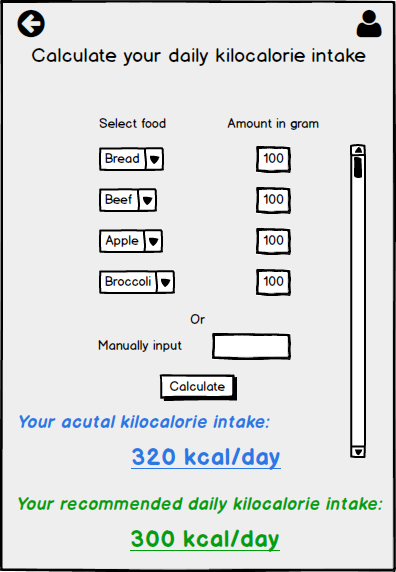 Calculate your daily kilocalorie intake
Select food Amount in gram
Bread 100
Beef 100
Apple 100
Broccoli 100
Or
Manually input
Calculate
Your acutal kilocalorie intake:
320 kcal/day
Your recommended daily kilocalorie intake:
300 kcal/day